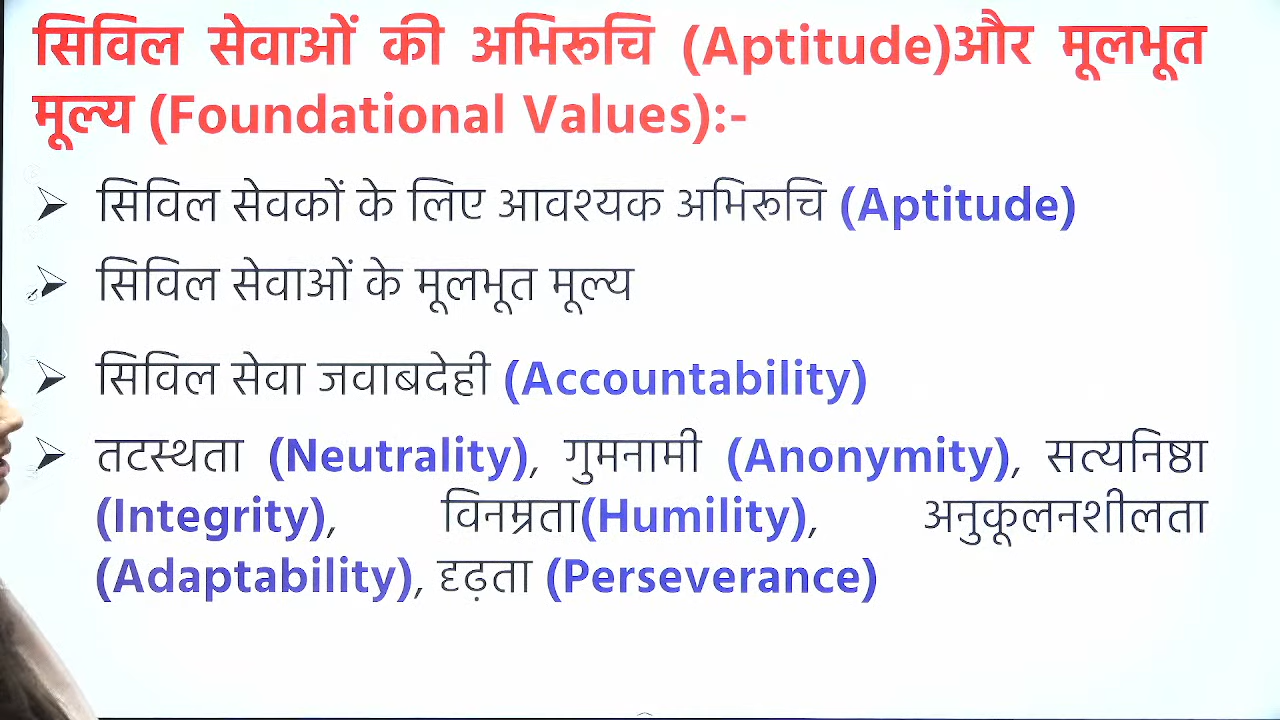 सिविल सेवाओं की अभिरूचि (Aptitude)और मूलभूत
मूल्य (Foundational Values):-
सिविल सेवकों के लिए आवश्यक अभिरूचि (Aptitude)
सिविल सेवाओं के मूलभूत मूल्य
सिविल सेवा जवाबदेही (Accountability)
तटस्थता (Neutrality), गुमनामी (Anonymity), सत्यनिष्ठा
(Integrity), विनम्रता(Humility), अनुकूलनशीलता
(Adaptability), दृढ़ता (Perseverance)